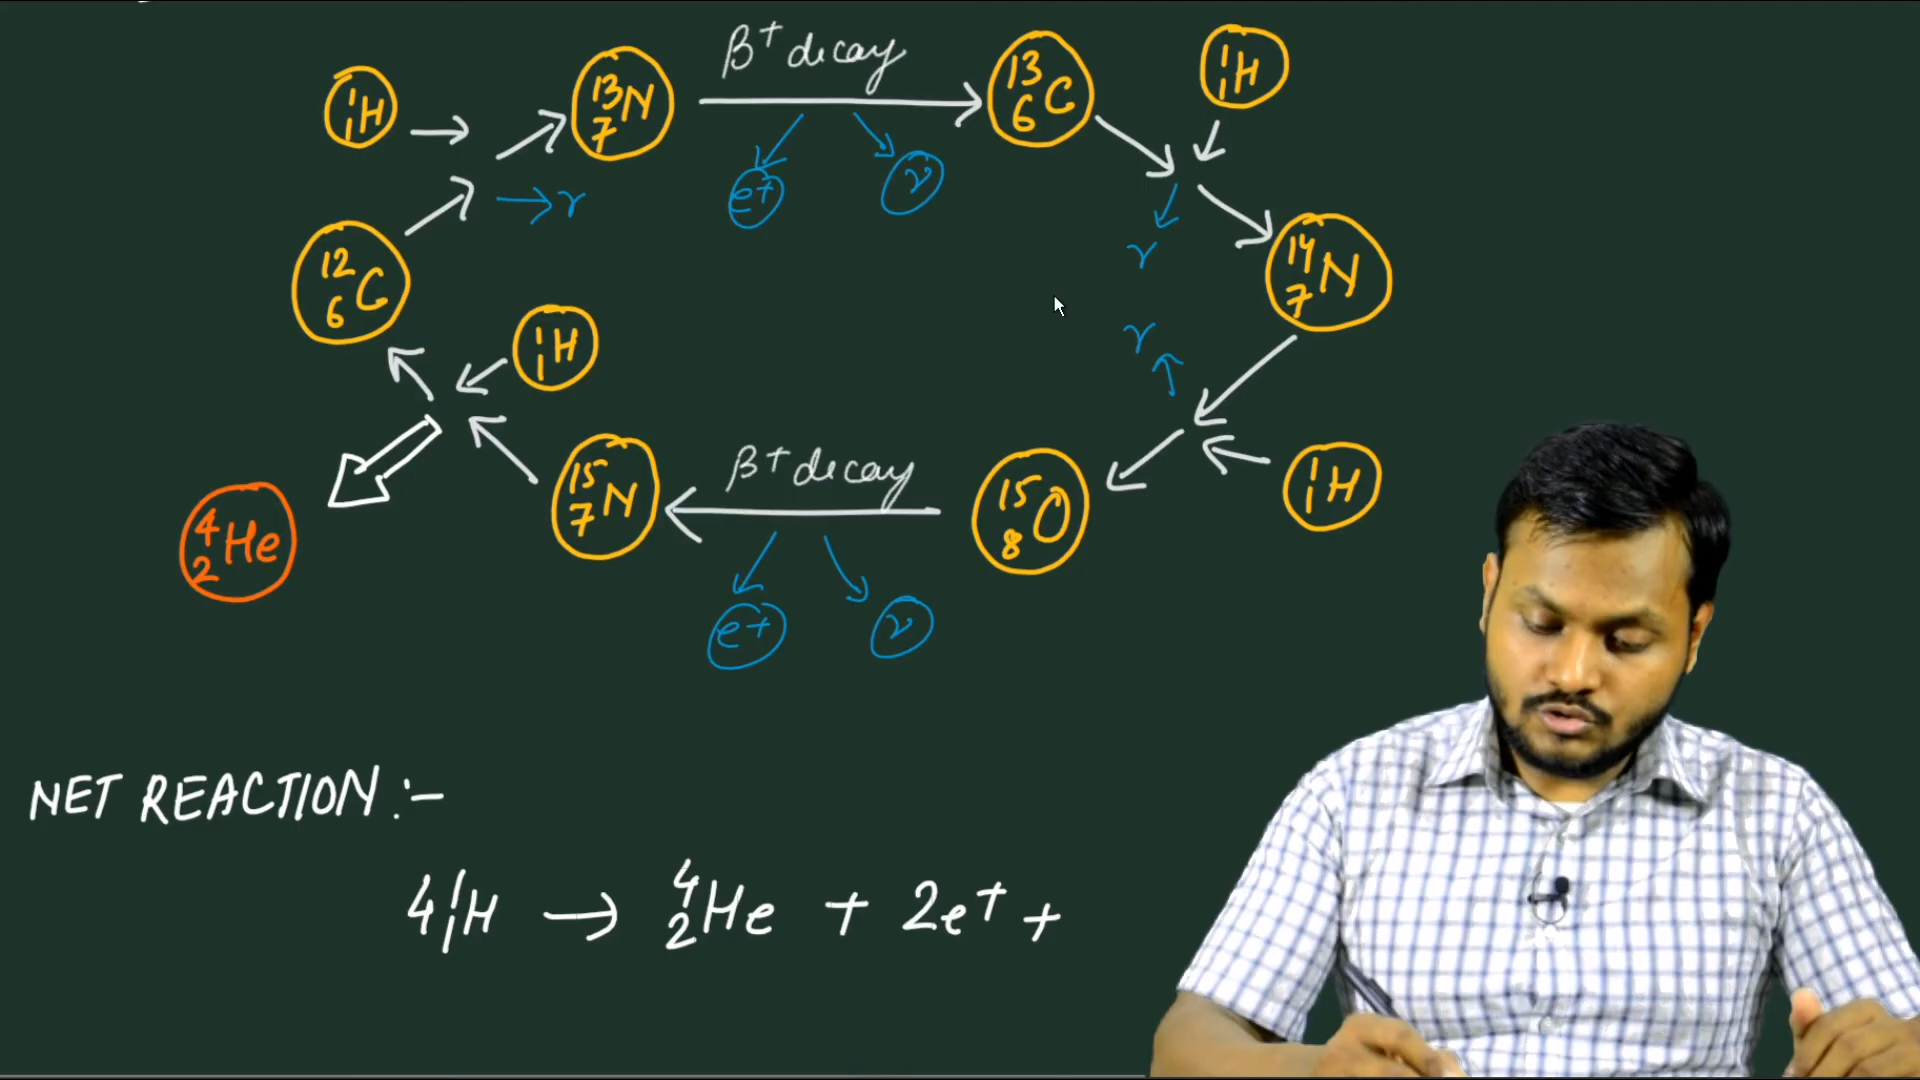 β⁺ decay
¹₁H
¹³₇N
¹³₆C
¹₁H
e⁺
ν
γ
¹²₆C
γ
¹⁴₇N
¹₁H
γ
β⁺ decay
¹⁵₇N
¹⁵₈O
¹₁H
⁴₂He
e⁺
ν
NET REACTION :-
4¹₁H → ⁴₂He + 2e⁺ +